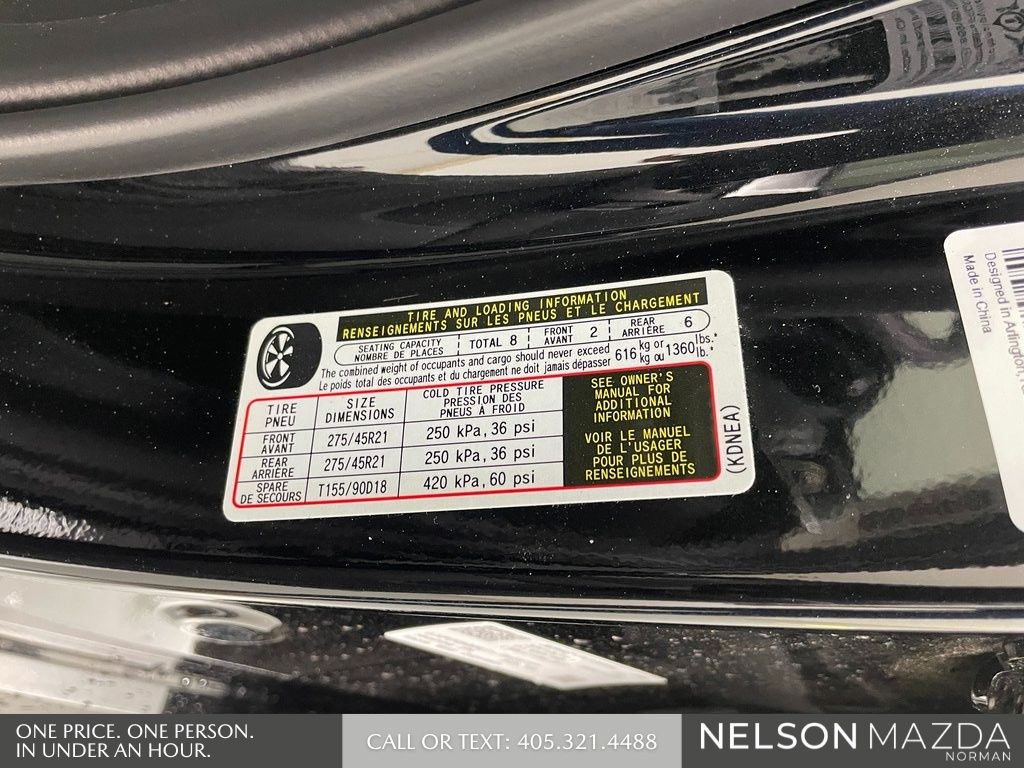 TIRE AND LOADING INFORMATION
RENSEIGNEMENTS SUR LES PNEUS ET LE CHARGEMENT
SEATING CAPACITY
NOMBRE DE PLACES
TOTAL 8
FRONT
AVANT
2
REAR
ARRIÈRE
6
The combined weight of occupants and cargo should never exceed 616 kg or 1360 lbs.*
Le poids total des occupants et du chargement ne doit jamais dépasser kg ou lb.*
TIRE
PNEU
SIZE
DIMENSIONS
COLD TIRE PRESSURE
PRESSION DES
PNEUS A FROID
FRONT
AVANT
275/45R21
250 kPa, 36 psi
REAR
ARRIÈRE
275/45R21
250 kPa, 36 psi
SPARE
DE SECOURS
T155/90D18
420 kPa, 60 psi
SEE OWNER'S
MANUAL FOR
ADDITIONAL
INFORMATION
VOIR LE MANUEL
DE L'USAGER
POUR PLUS DE
RENSEIGNEMENTS
(KDNEA)
Designed in Arlington
Made in China
ONE PRICE. ONE PERSON.
IN UNDER AN HOUR.
CALL OR TEXT: 405.321.4488
NELSON MAZDA
NORMAN